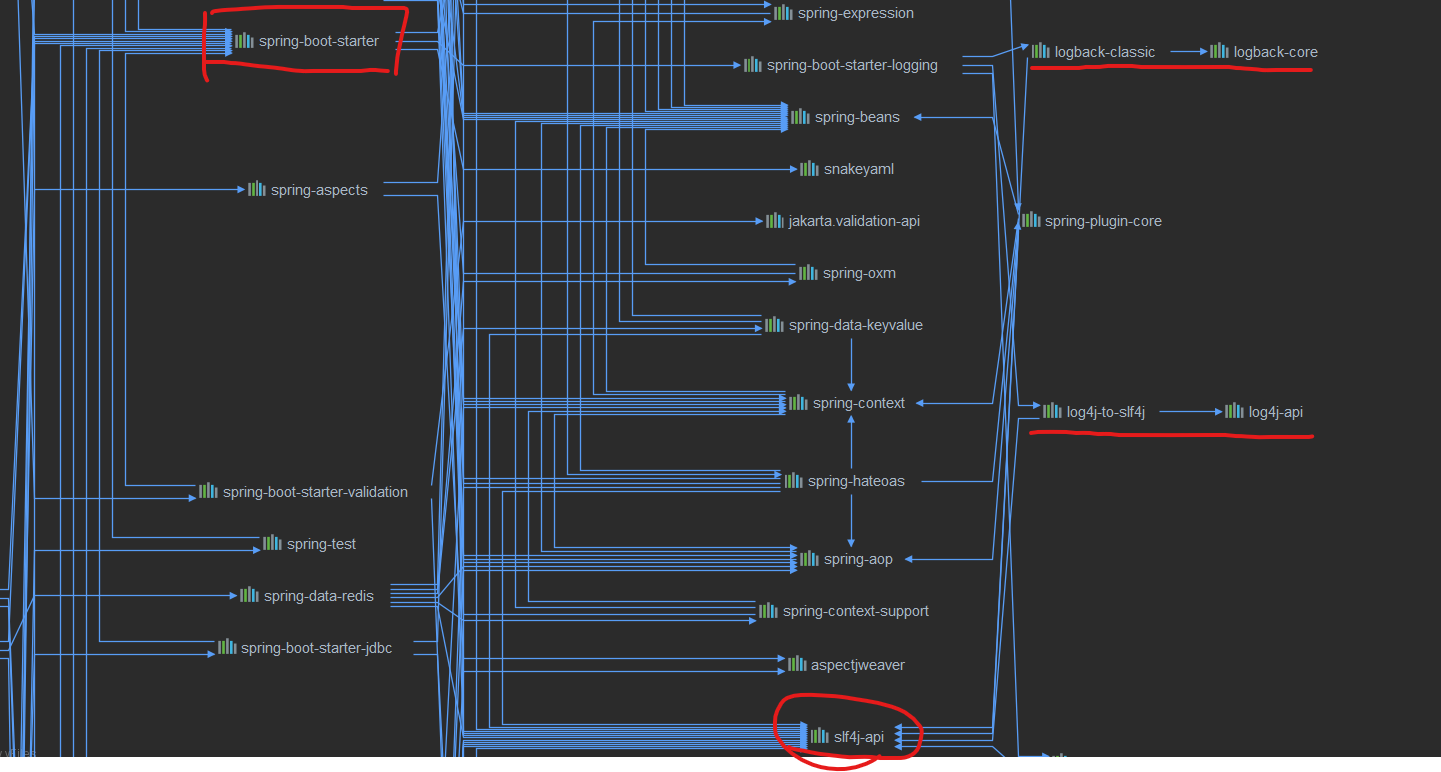 spring-expression
spring-boot-starter
logback-classic
logback-core
spring-boot-starter-logging
spring-beans
snakeyaml
spring-aspects
jakarta.validation-api
spring-plugin-core
spring-oxm
spring-data-keyvalue
spring-context
log4j-to-slf4j
log4j-api
spring-hateoas
spring-boot-starter-validation
spring-test
spring-aop
spring-data-redis
spring-context-support
spring-boot-starter-jdbc
aspectjweaver
slf4j-api